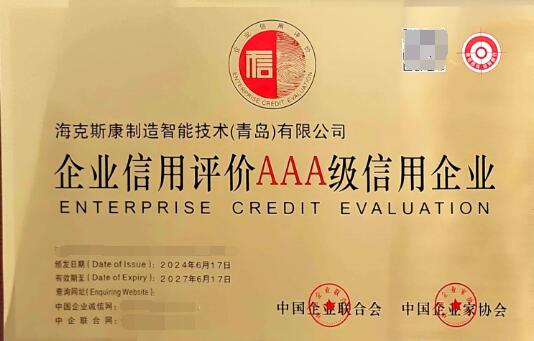 企业信用评价
信
ENTERPRISE CREDIT EVALUATION
海克斯康制造智能技术(青岛)有限公司
企业信用评价AAA级信用企业
ENTERPRISE CREDIT EVALUATION
颁发日期(Date of Issue): 2024年6月17日
有效期至(Date of Expiry): 2027年6月17日
查询网址(Enquiring Website):
中国企业诚信网:
中企联合网:
中国企业联合会
中国企业家协会